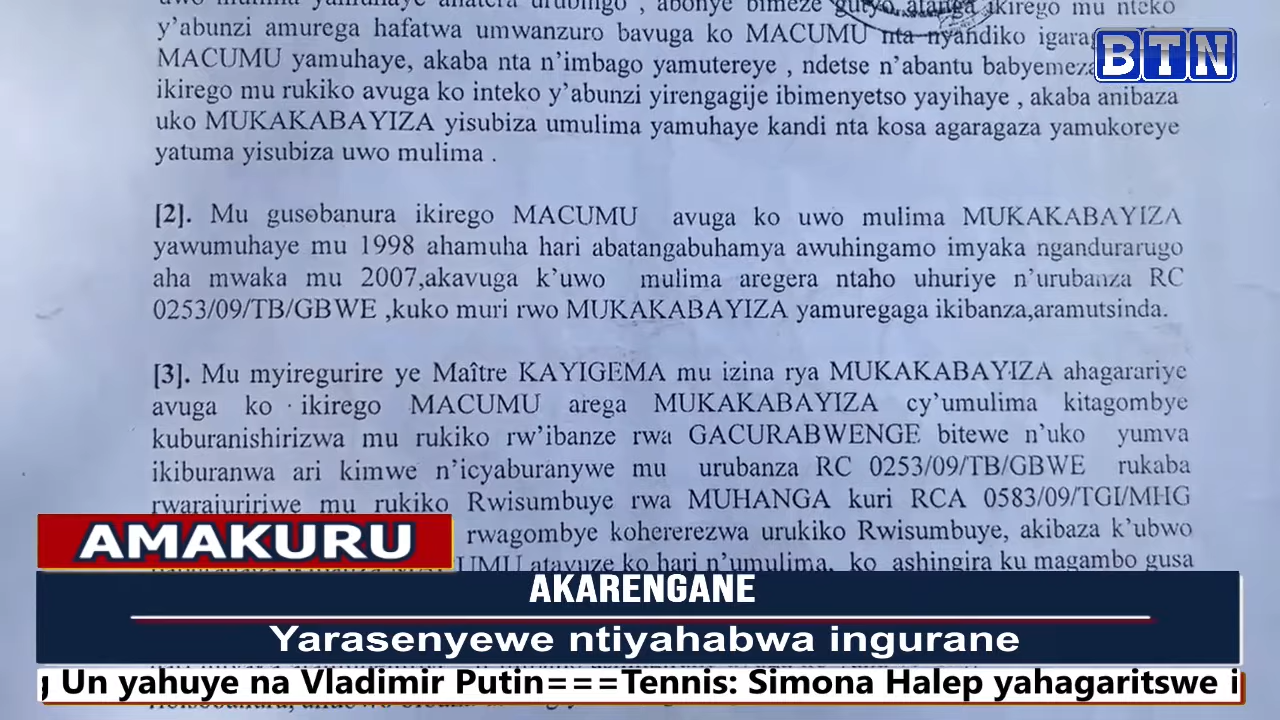 uwo mulima yamuhaye ahatera urubingo , abonye bimeze gutyo atanga ikirego mu nteko
y’abunzi amurega hafatwa umwanzuro bavuga ko MACUMU nta nyandiko
MACUMU yamuhaye, akaba nta n’imbago yamutereye , ndetse n’abantu
ikirego mu rukiko avuga ko inteko y’abunzi yirengagije ibimenyetso yayihaye , akaba anibaza
uko MUKAKABAYIZA yisubiza umulima yamuhaye kandi nta kosa agaragaza yamukoreye
yatuma yisubiza uwo mulima .
[2]. Mu gusobanura ikirego MACUMU avuga ko uwo mulima MUKAKABAYIZA
yawumuhaye mu 1998 ahamuha hari abatangabuhamya awuhingamo imyaka ngandurarugo
aha mwaka mu 2007,akavuga k’uwo mulima aregera ntaho uhuriye n’urubanza RC
0253/09/TB/GBWE ,kuko muri rwo MUKAKABAYIZA yamuregaga ikibanza,aramutsinda.
[3]. Mu myiregurire ye Maître KAYIGEMA mu izina rya MUKAKABAYIZA ahagarariye
avuga ko ikirego MACUMU arega MUKAKABAYIZA cy’umulima kitagombye
kuburanishirizwa mu rukiko rw’ibanze rwa GACURABWENGE bitewe n’uko yumva
ikiburanwa ari kimwe n’icyaburanywe mu urubanza RC 0253/09/TB/GBWE rukaba
rwarajuririwe mu rukiko Rwisumbuye rwa MUHANGA kuri RCA 0583/09/TGI/MHG
rwagombye kohererezwa urukiko Rwisumbuye, akibaza k’ubwo
atavuze ko hari n’umulima, ko ashingira ku magambo gusa
BTN
AMAKURU
AKARENGANE
Yarasenyewe ntiyahabwa ingurane
Un yahuye na Vladimir Putin===Tennis: Simona Halep yahagaritswe i